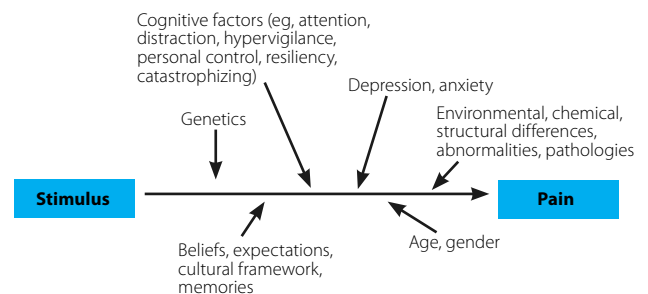 Cognitive factors (eg, attention,
distraction, hypervigilance,
personal control, resiliency,
catastrophizing)
Depression, anxiety
Genetics
Environmental, chemical,
structural differences,
abnormalities, pathologies
Stimulus
Pain
Beliefs, expectations,
cultural framework,
memories
Age, gender